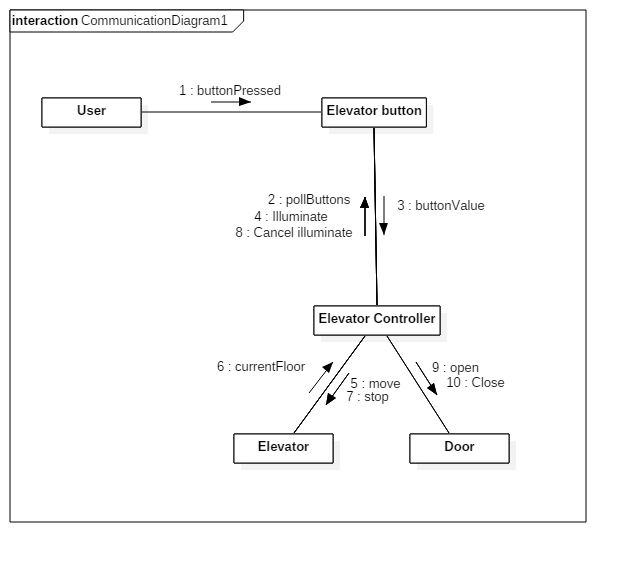 interaction CommunicationDiagram1
1 : buttonPressed
User
Elevator button
2 : pollButtons
3 : buttonValue
4 : Illuminate
8 : Cancel illuminate
Elevator Controller
6 : currentFloor
9 : open
5 : move
10 : Close
7 : stop
Elevator
Door